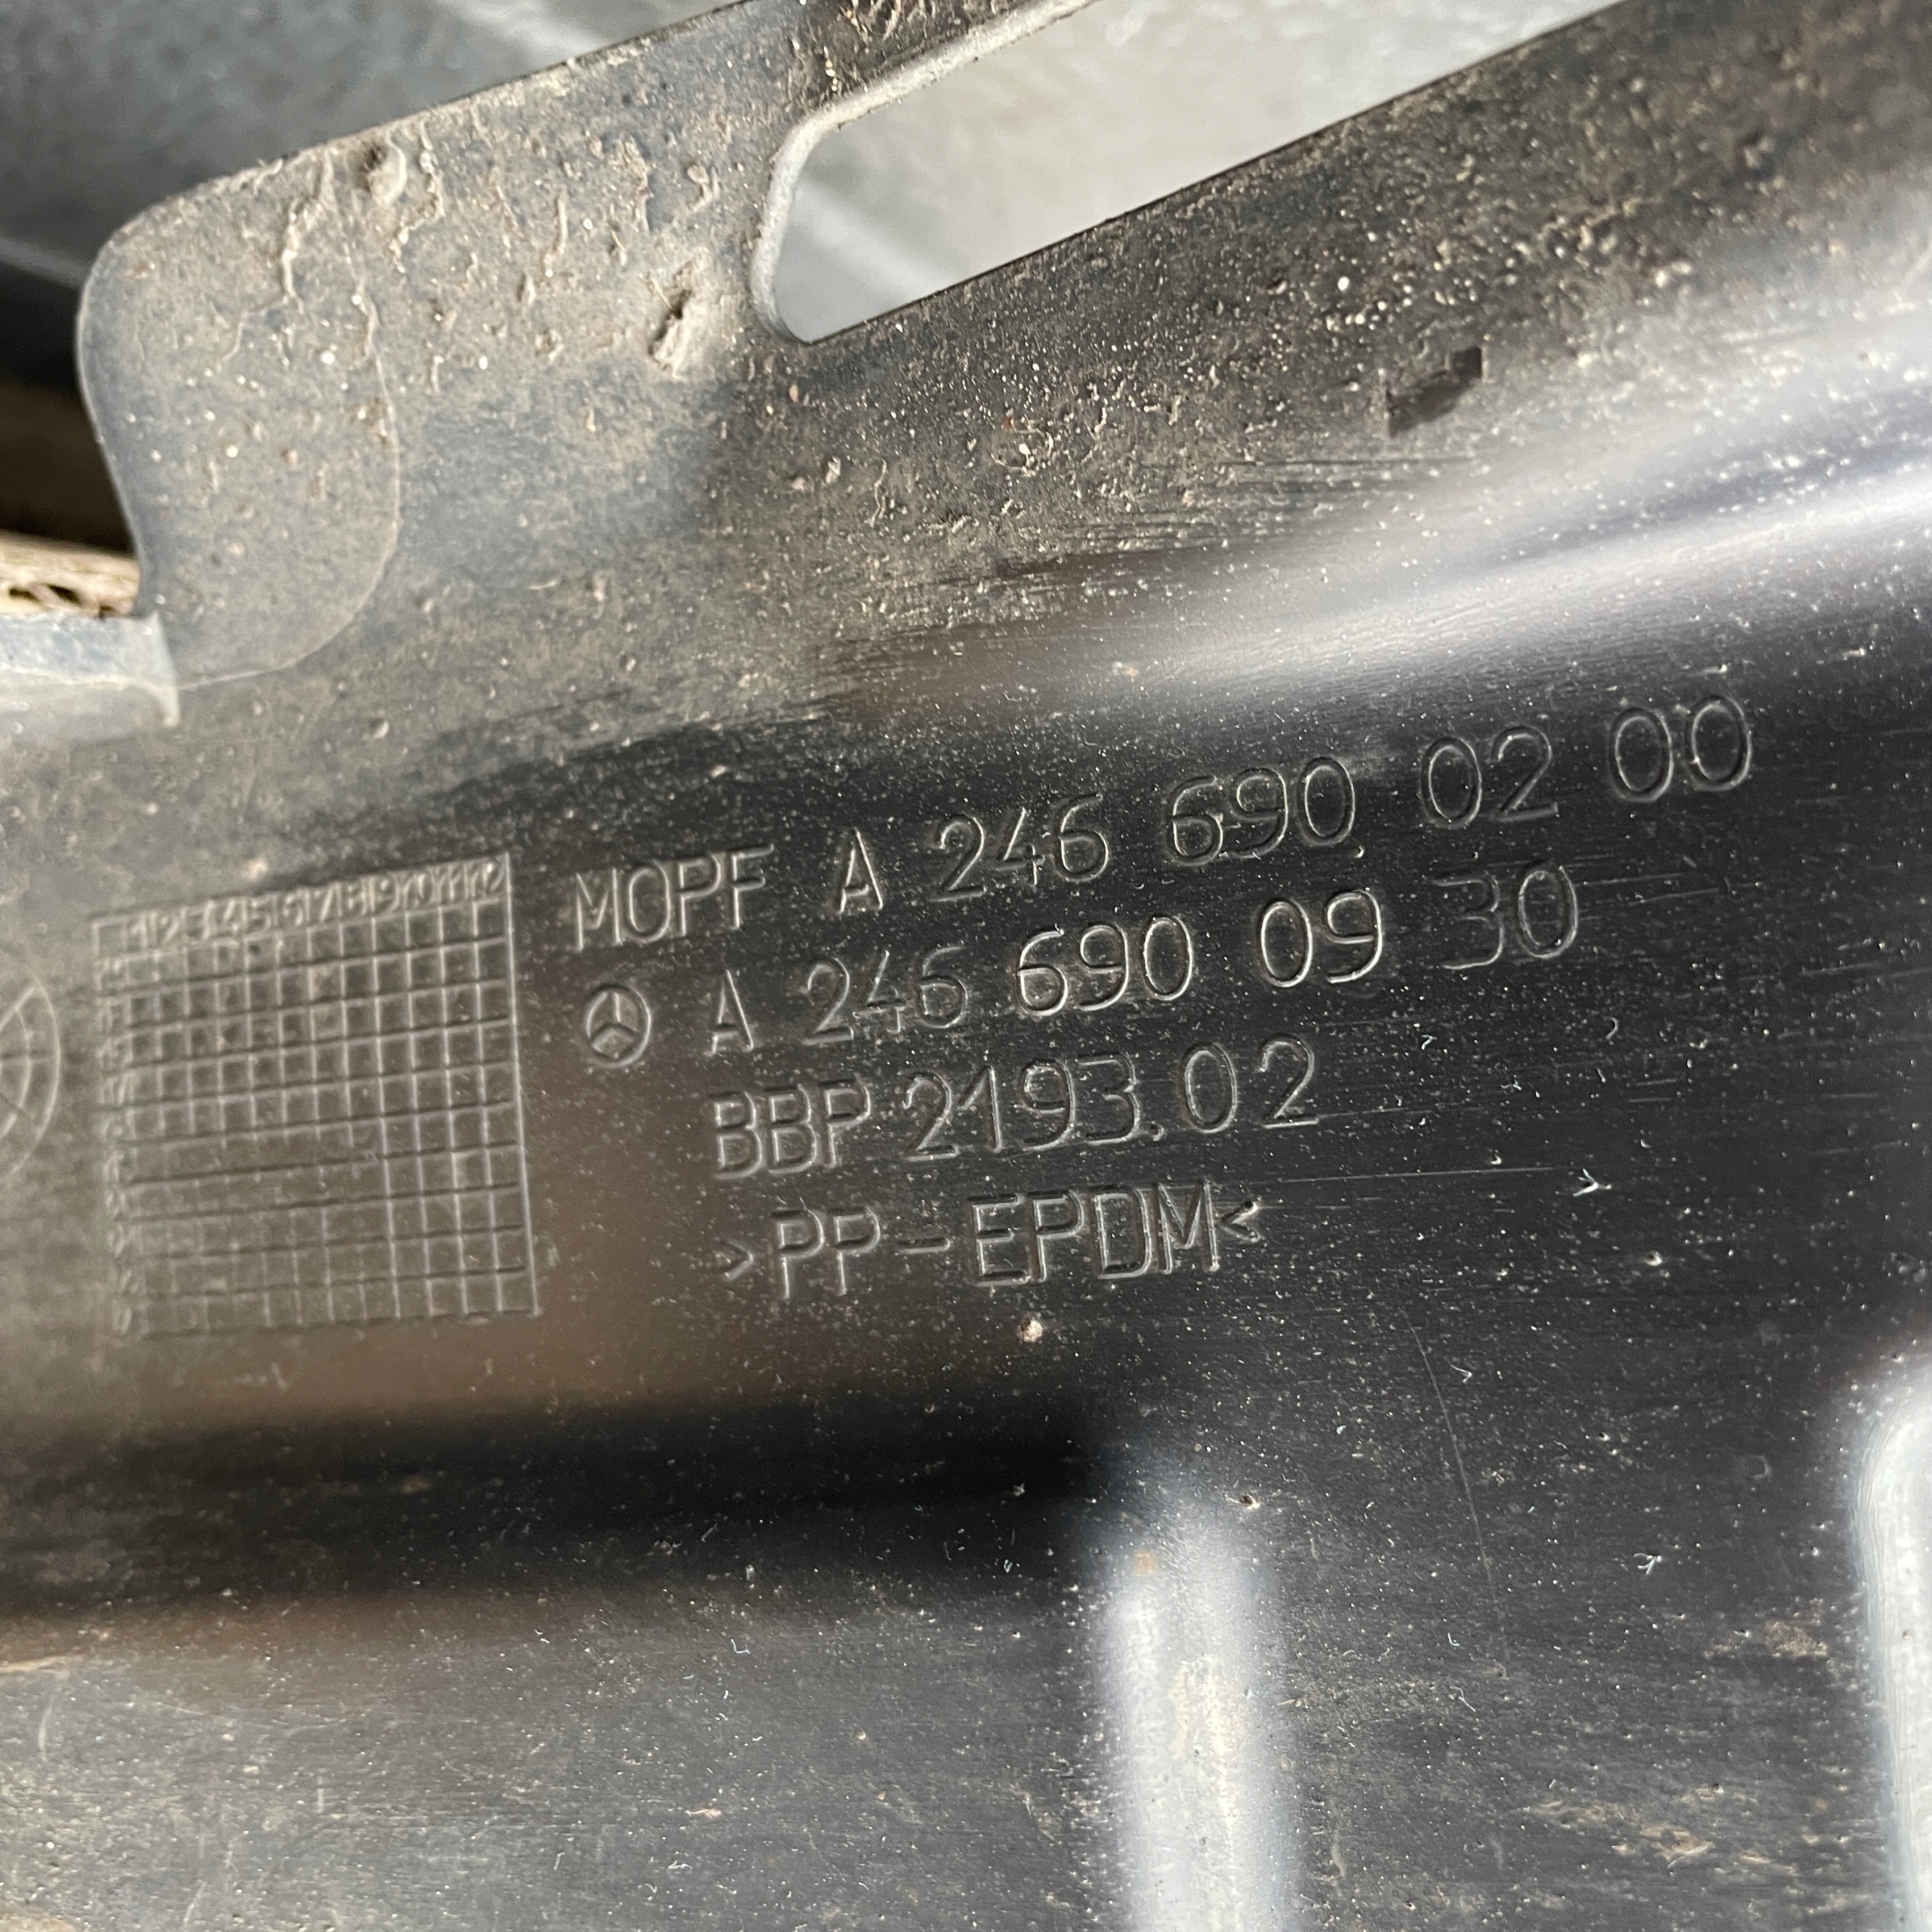 MOPF A 246 690 02 00
A 246 690 09 30
BBP 2193.02
>PP-EPDM<